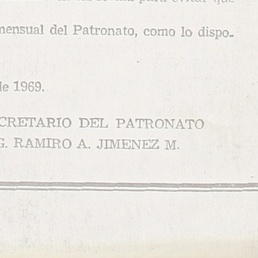 mensual del Patronato, como lo dispo-
de 1969.
CRETARIO DEL PATRONATO
G. RAMIRO A. JIMENEZ M.